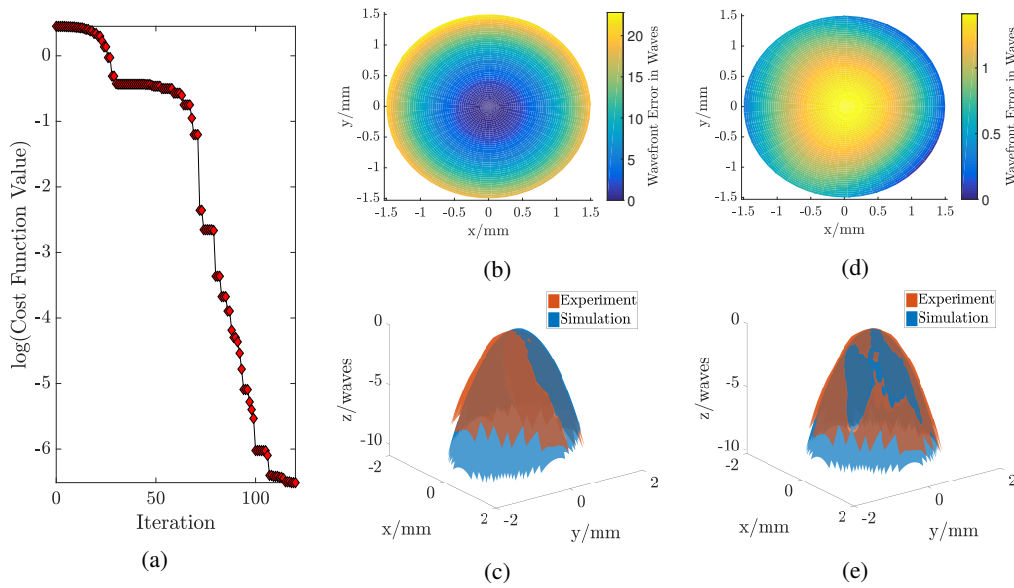 log(Cost Function Value)
0
-1
-2
-3
-4
-5
-6
0 50 100
Iteration
(a)
y/mm
1.5
1
0.5
0
-0.5
-1
-1.5
-1.5 -1 -0.5 0 0.5 1 1.5
x/mm
20
15
10
5
0
Wavefront Error in Waves
(b)
y/mm
1.5
1
0.5
0
-0.5
-1
-1.5
-1.5 -1 -0.5 0 0.5 1 1.5
x/mm
1
0.5
0
Wavefront Error in Waves
(d)
Experiment
Simulation
z/waves
0
-5
-10
-2
0
2
x/mm
-2
0
2
y/mm
(c)
Experiment
Simulation
z/waves
0
-5
-10
-2
0
2
x/mm
-2
0
2
y/mm
(e)